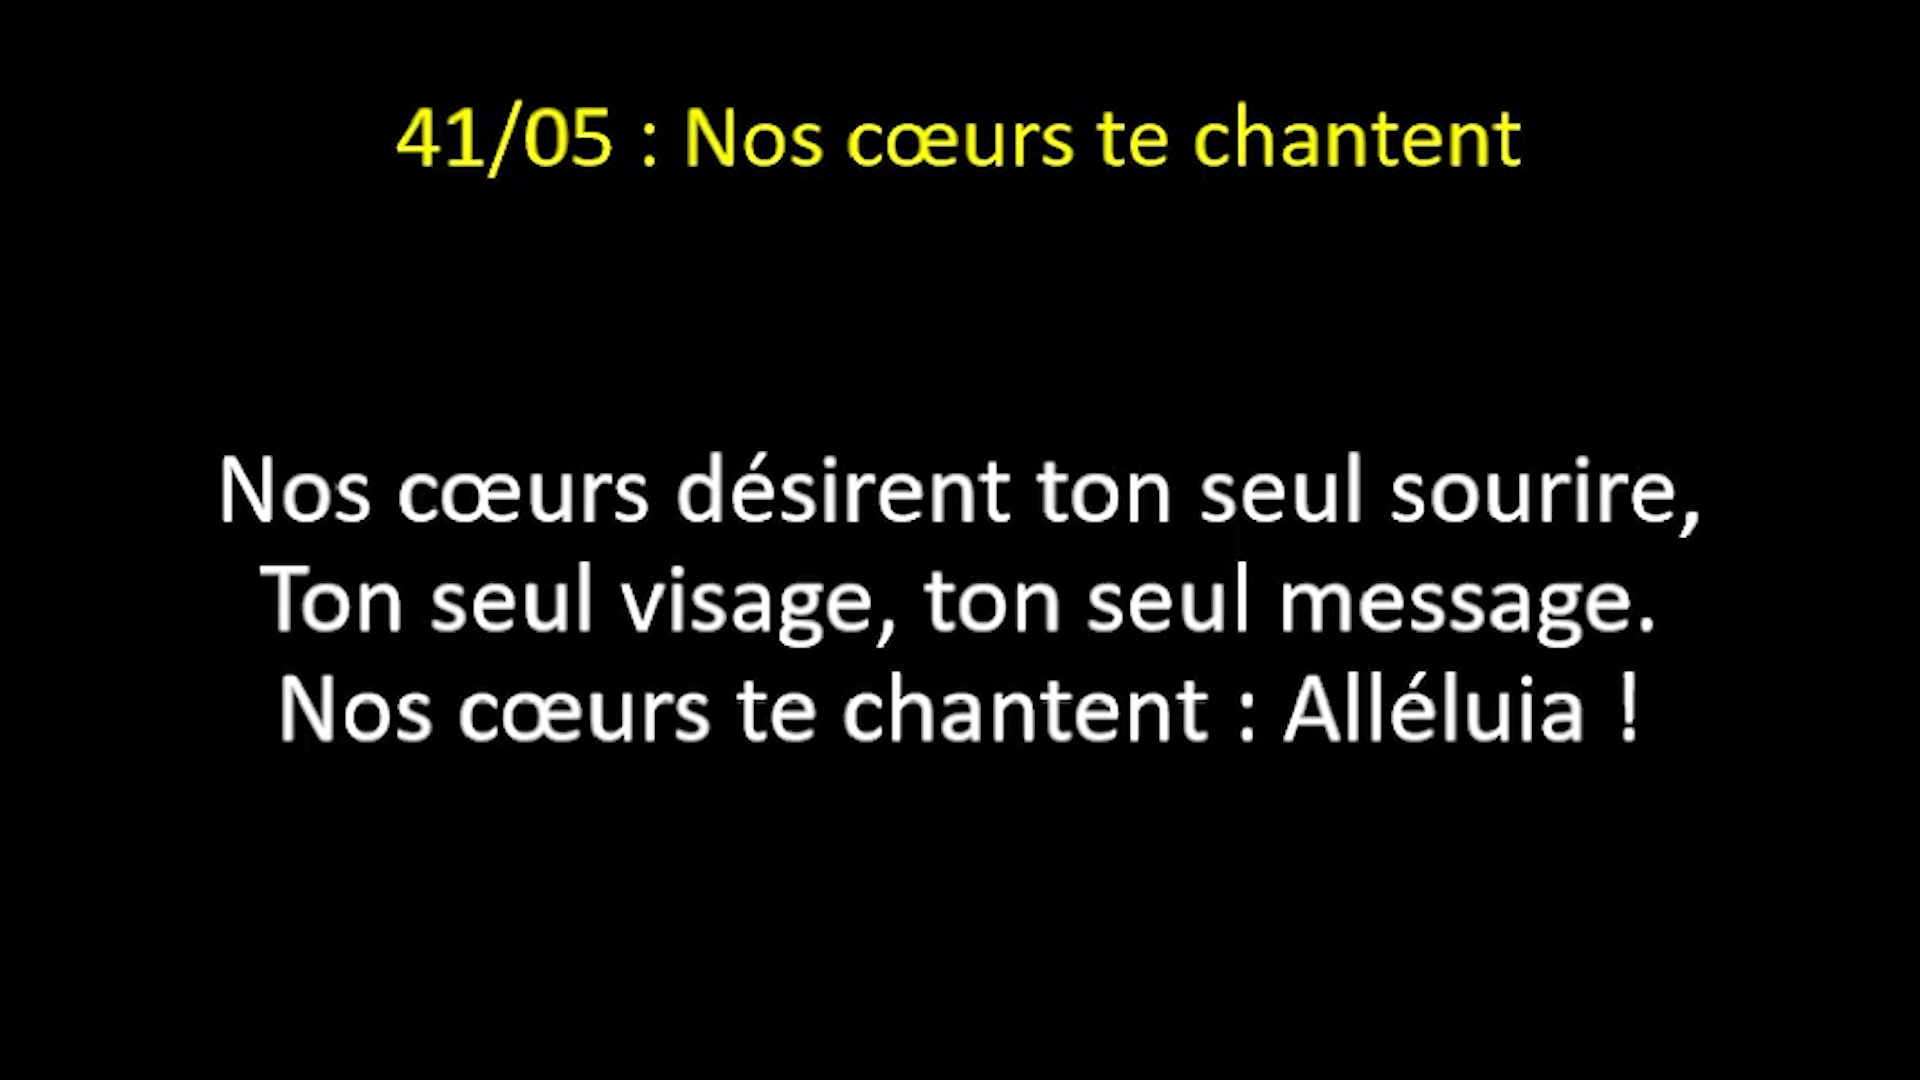 41/05 : Nos cœurs te chantent
Nos cœurs désirent ton seul sourire,
Ton seul visage, ton seul message.
Nos cœurs te chantent : Alléluia !